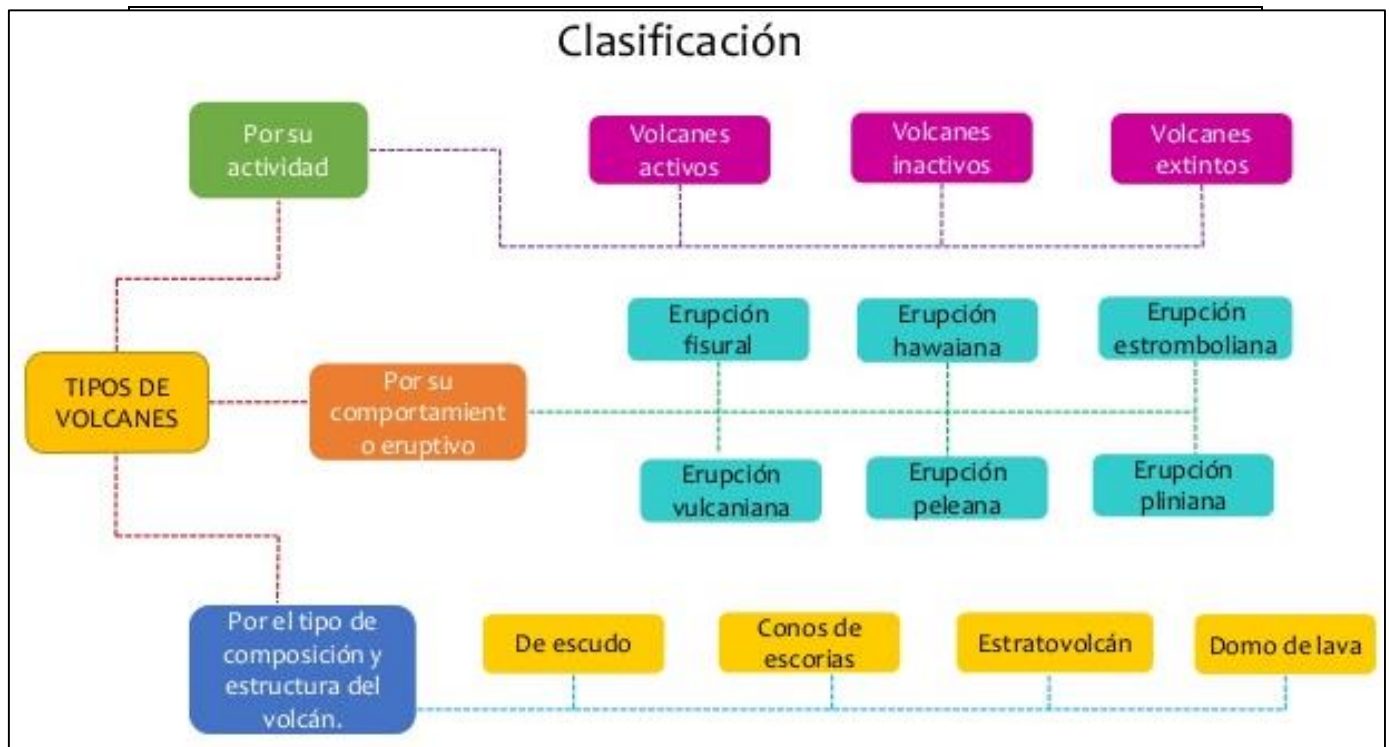 Clasificación
Por su
actividad
Volcanes
activos
Volcanes
inactivos
Volcanes
extintos
TIPOS DE
VOLCANES
Por su
comportamient
o eruptivo
Erupción
fisural
Erupción
hawaiana
Erupción
estromboliana
Erupción
vulcaniana
Erupción
peleana
Erupción
pliniana
Por el tipo de
composición y
estructura del
volcán.
De escudo
Conos de
escorias
Estratovolcán
Domo de lava